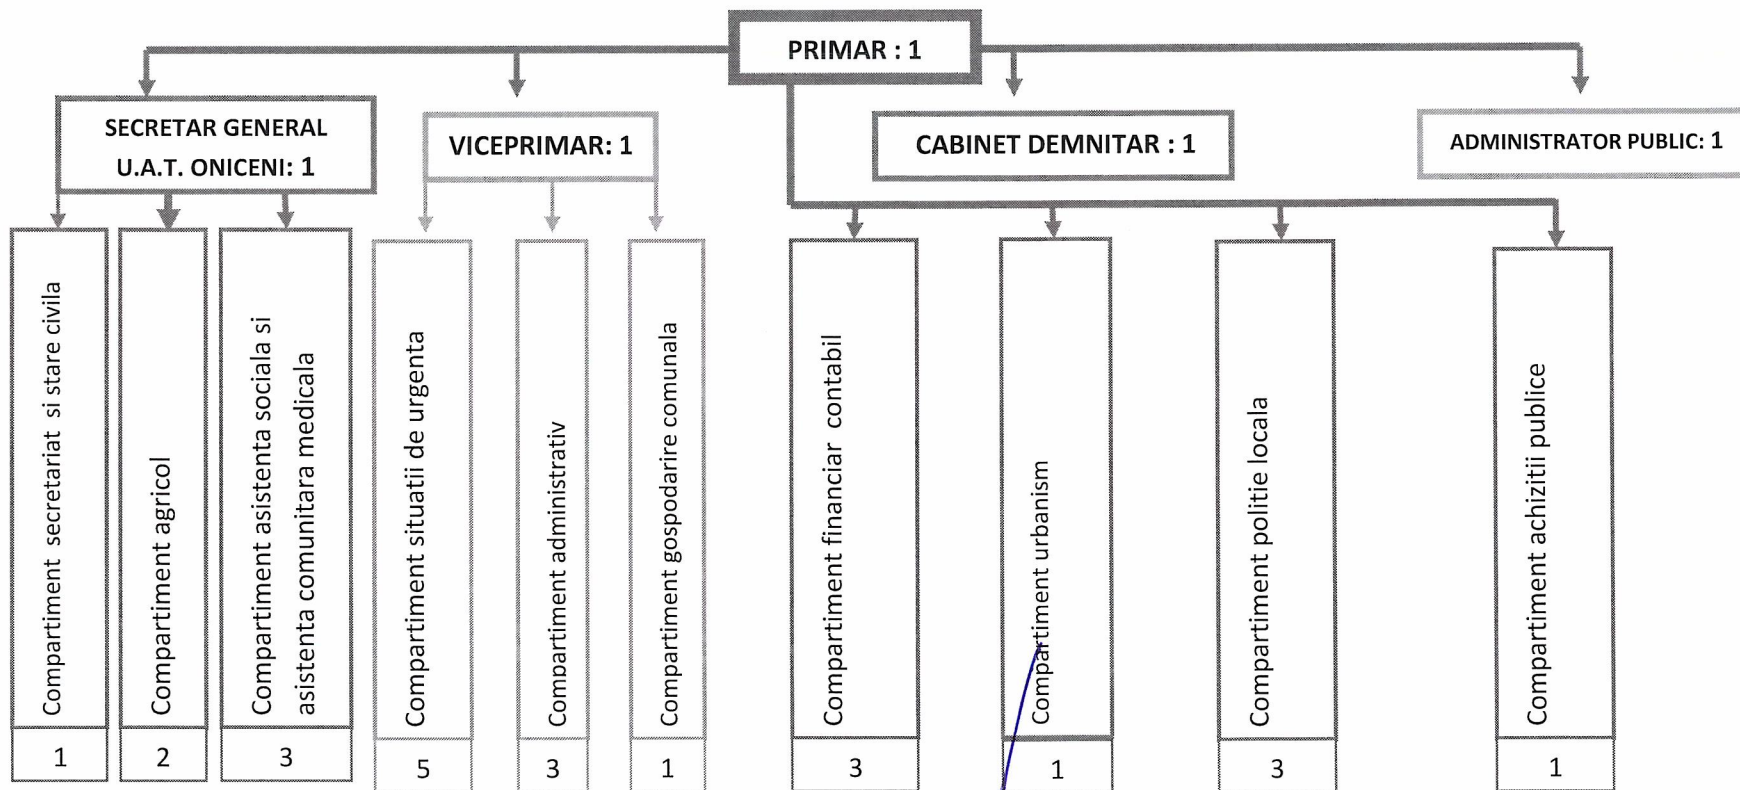 PRIMAR : 1
SECRETAR GENERAL
U.A.T. ONICENI: 1
VICEPRIMAR: 1
CABINET DEMNITAR : 1
ADMINISTRATOR PUBLIC: 1
Compartiment secretariat si stare civila
1
Compartiment agricol
2
Compartiment asistenta sociala si
asistenta comunitara medicala
3
Compartiment situatii de urgenta
5
Compartiment administrativ
3
Compartiment gospodarire comunala
1
Compartiment financiar contabil
3
Compartiment urbanism
1
Compartiment politie locala
3
Compartiment achizitii publice
1